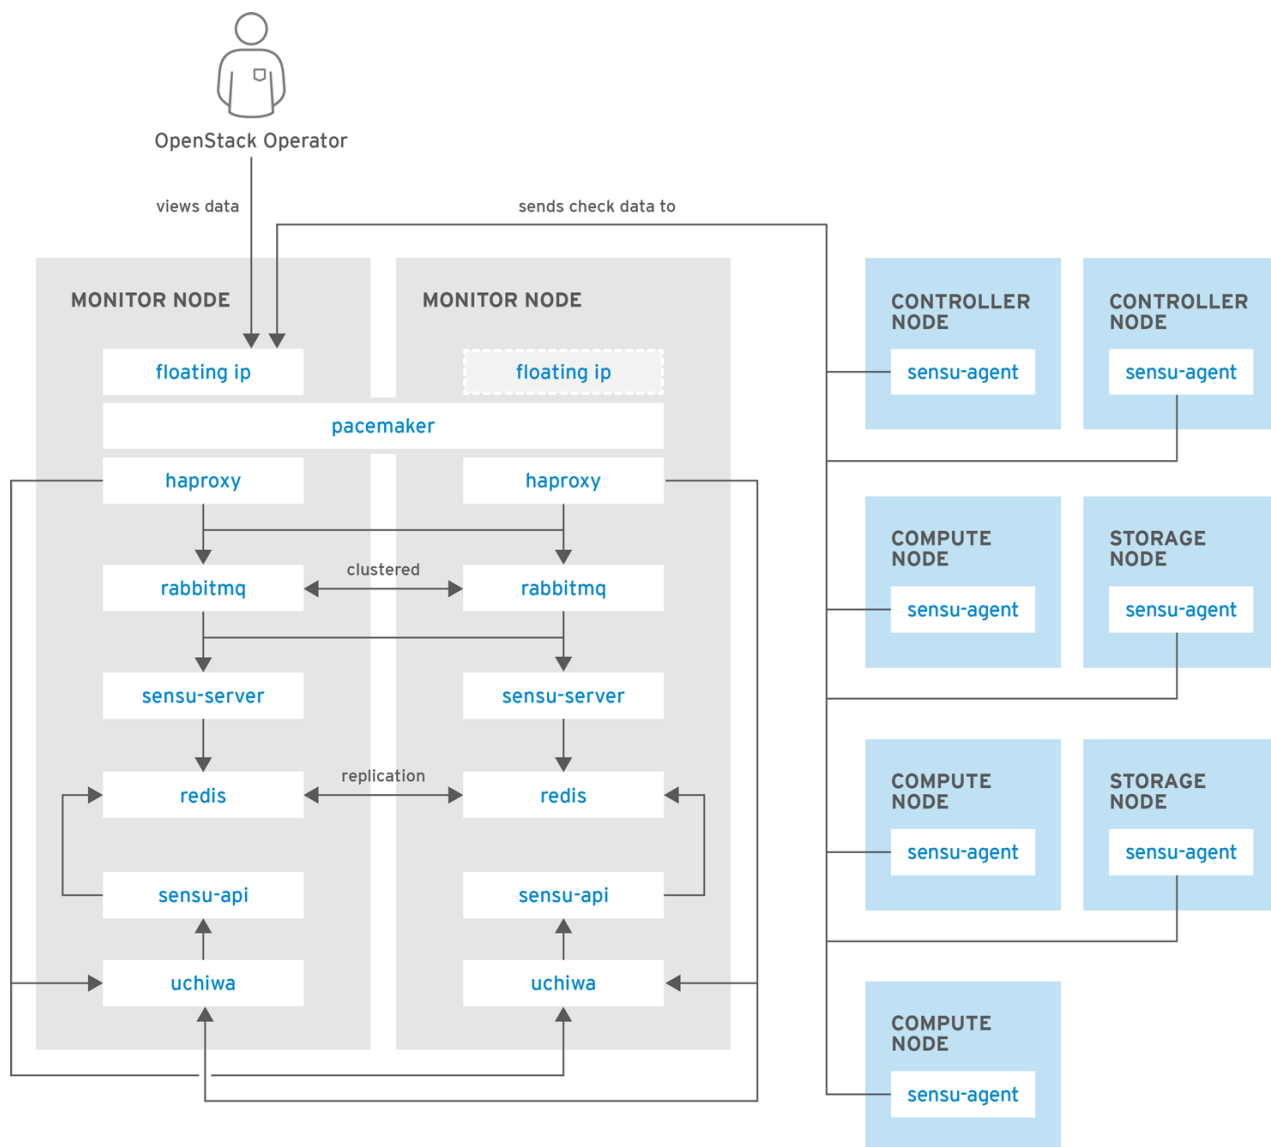 OpenStack Operator
views data
sends check data to
MONITOR NODE
MONITOR NODE
floating ip
floating ip
pacemaker
haproxy
haproxy
rabbitmq
clustered
rabbitmq
sensu-server
sensu-server
redis
replication
redis
sensu-api
sensu-api
uchiwa
uchiwa
CONTROLLER
NODE
sensu-agent
CONTROLLER
NODE
sensu-agent
COMPUTE
NODE
sensu-agent
STORAGE
NODE
sensu-agent
COMPUTE
NODE
sensu-agent
STORAGE
NODE
sensu-agent
COMPUTE
NODE
sensu-agent